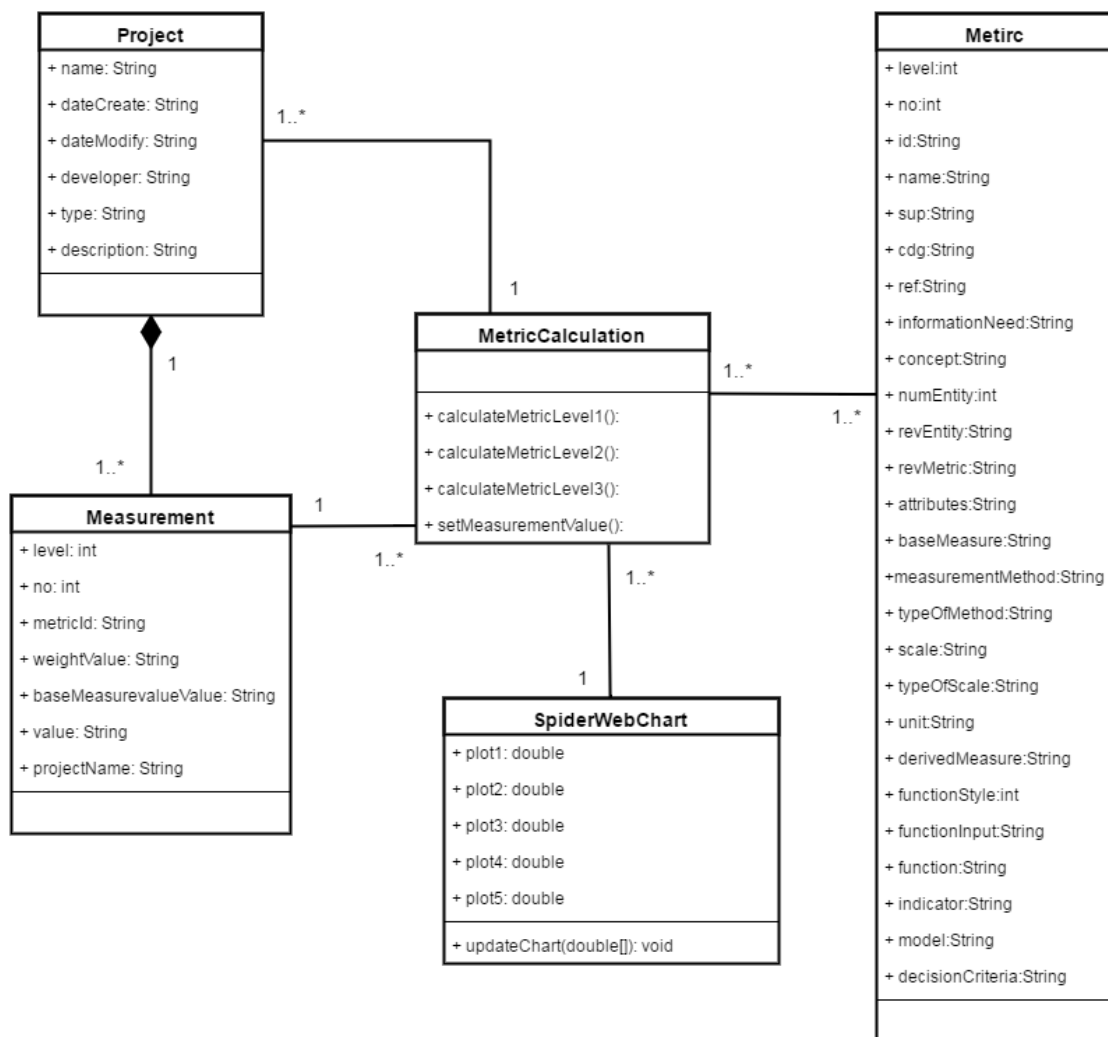 Project
+ name: String
+ dateCreate: String
+ dateModify: String
+ developer: String
+ type: String
+ description: String
1..*
1
1
1..*
Measurement
+ level: int
+ no: int
+ metricId: String
+ weightValue: String
+ baseMeasurevalueValue: String
+ value: String
+ projectName: String
1
1..*
MetricCalculation
+ calculateMetricLevel1():
+ calculateMetricLevel2():
+ calculateMetricLevel3():
+ setMeasurementValue():
1..*
1..*
1..*
1
SpiderWebChart
+ plot1: double
+ plot2: double
+ plot3: double
+ plot4: double
+ plot5: double
+ updateChart(double[]): void
Metirc
+ level:int
+ no:int
+ id:String
+ name:String
+ sup:String
+ cdg:String
+ ref:String
+ informationNeed:String
+ concept:String
+ numEntity:int
+ revEntity:String
+ revMetric:String
+ attributes:String
+ baseMeasure:String
+measurementMethod:String
+ typeOfMethod:String
+ scale:String
+ typeOfScale:String
+ unit:String
+ derivedMeasure:String
+ functionStyle:int
+ functionInput:String
+ function:String
+ indicator:String
+ model:String
+ decisionCriteria:String